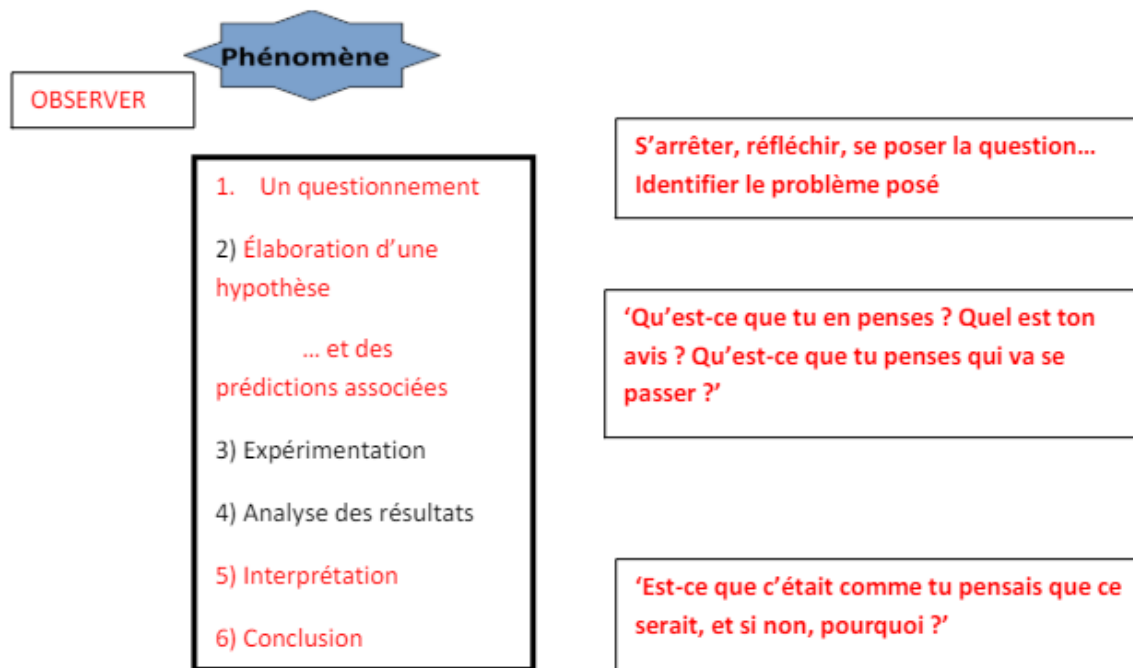 Phénomène
OBSERVER
1. Un questionnement
2) Élaboration d’une
hypothèse
… et des
prédictions associées
3) Expérimentation
4) Analyse des résultats
5) Interprétation
6) Conclusion
S’arrêter, réfléchir, se poser la question…
Identifier le problème posé
‘Qu’est-ce que tu en penses ? Quel est ton
avis ? Qu’est-ce que tu penses qui va se
passer ?’
‘Est-ce que c’était comme tu pensais que ce
serait, et si non, pourquoi ?’